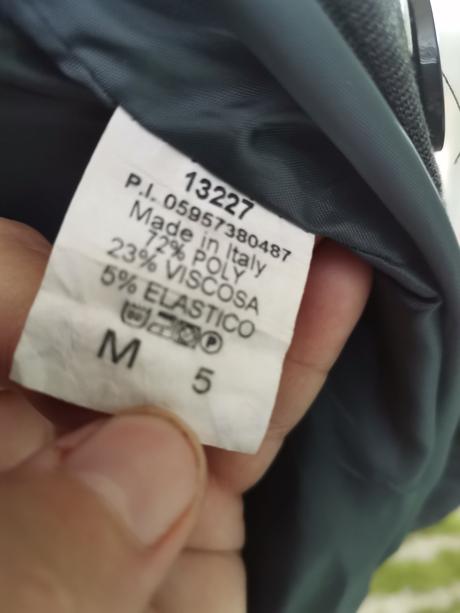 13227
P.I. 05957380487
Made in Italy
72% POLY
23% VISCOSA
5% ELASTICO
P
M 5